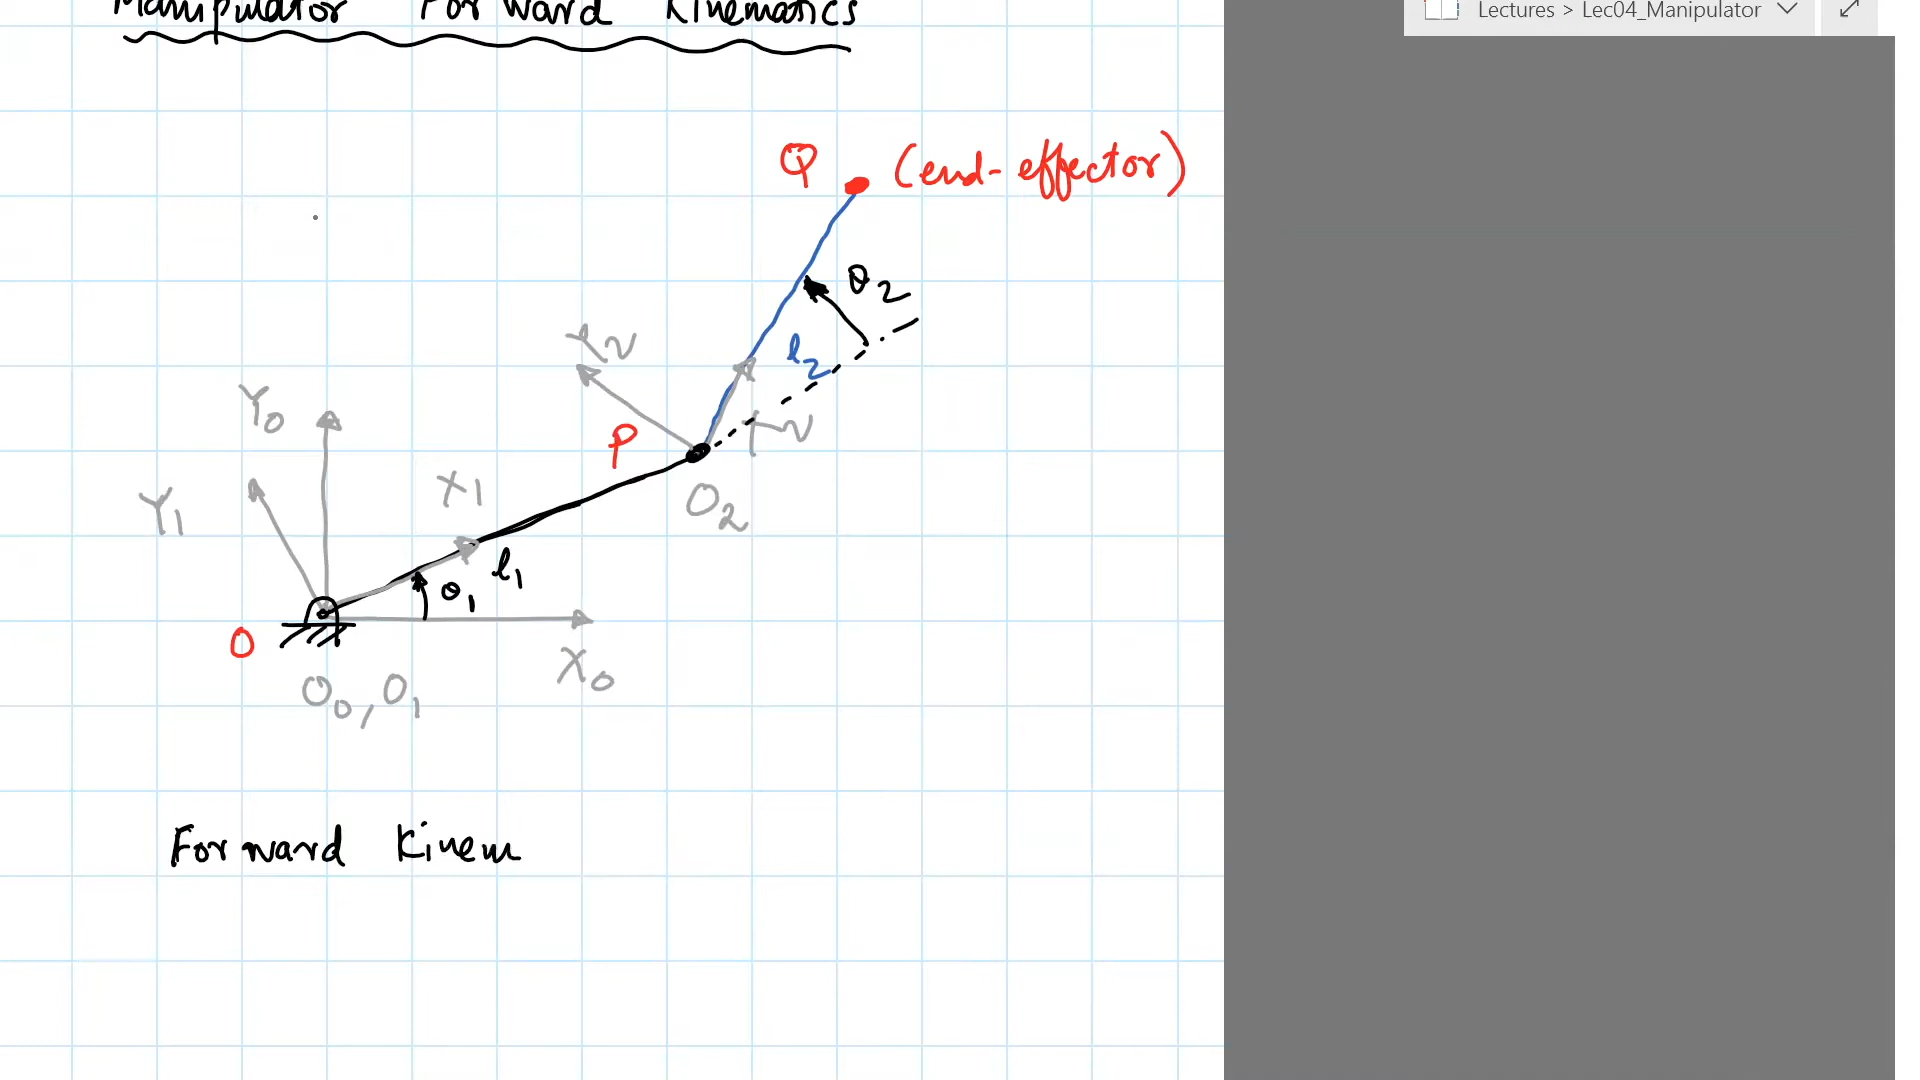 Manipulator Forward Kinematics
Lectures > Lec04_Manipulator
Q (end-effector)
θ2
l2
Y2
X2
Y0
P
X1
O2
Y1
l1
θ1
O
X0
O0, O1
Forward Kinem